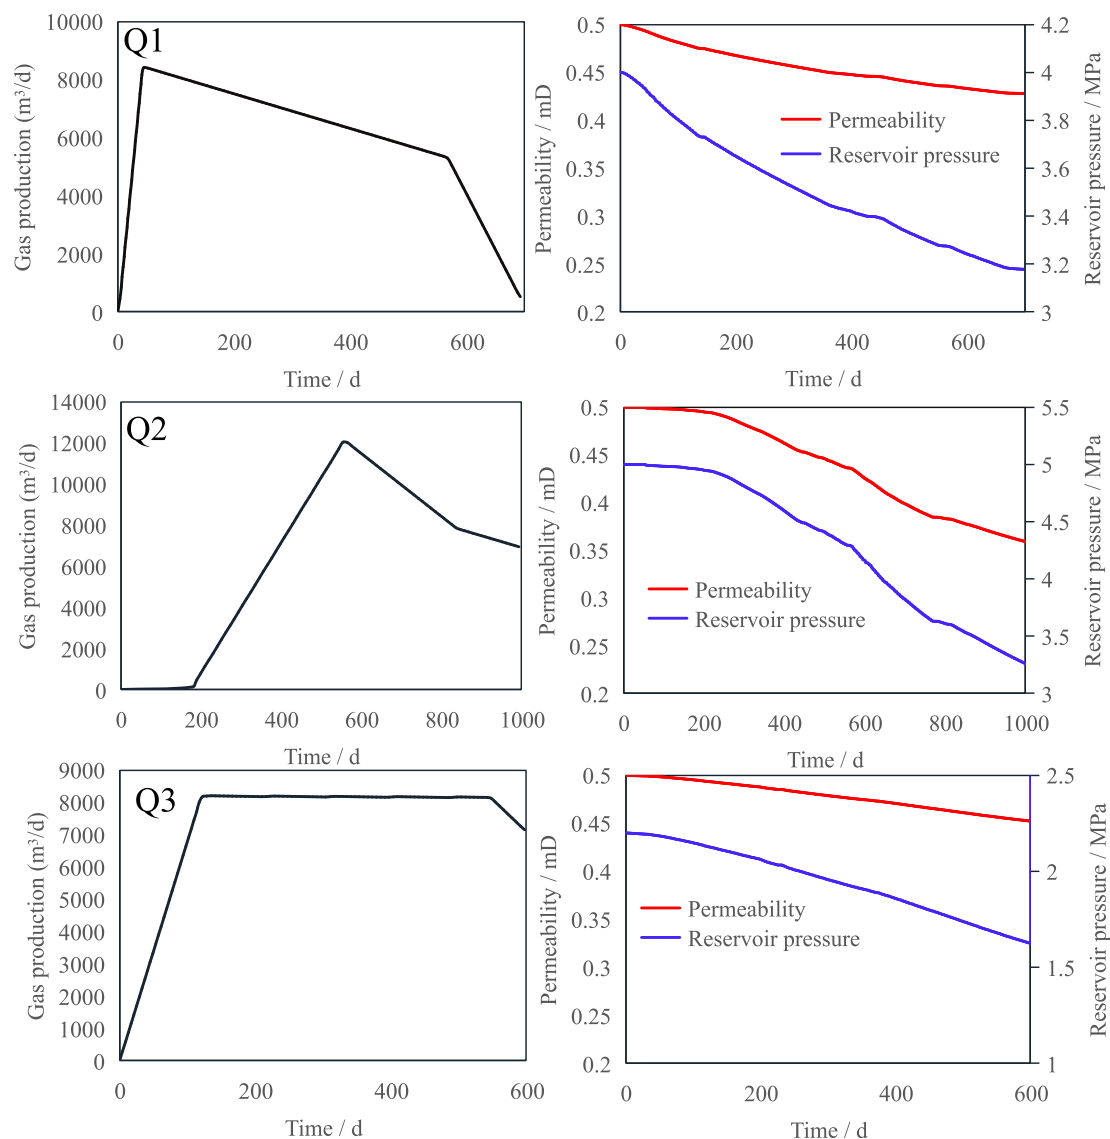 Q1
Gas production (m³/d)
10000
8000
6000
4000
2000
0
0 200 400 600
Time / d
Permeability / mD
0.5
0.45
0.4
0.35
0.3
0.25
0.2
Permeability
Reservoir pressure
4.2
4
3.8
3.6
3.4
3.2
3
Reservoir pressure / MPa
0 200 400 600
Time / d
Q2
Gas production (m³/d)
14000
12000
10000
8000
6000
4000
2000
0
0 200 400 600 800 1000
Time / d
Permeability / mD
0.5
0.45
0.4
0.35
0.3
0.25
0.2
Permeability
Reservoir pressure
5.5
5
4.5
4
3.5
3
Reservoir pressure / MPa
0 200 400 600 800 1000
Time / d
Q3
Gas production (m³/d)
9000
8000
7000
6000
5000
4000
3000
2000
1000
0
0 200 400 600
Time / d
Permeability / mD
0.5
0.45
0.4
0.35
0.3
0.25
0.2
Permeability
Reservoir pressure
2.5
2
1.5
1
Reservoir pressure / MPa
0 200 400 600
Time / d